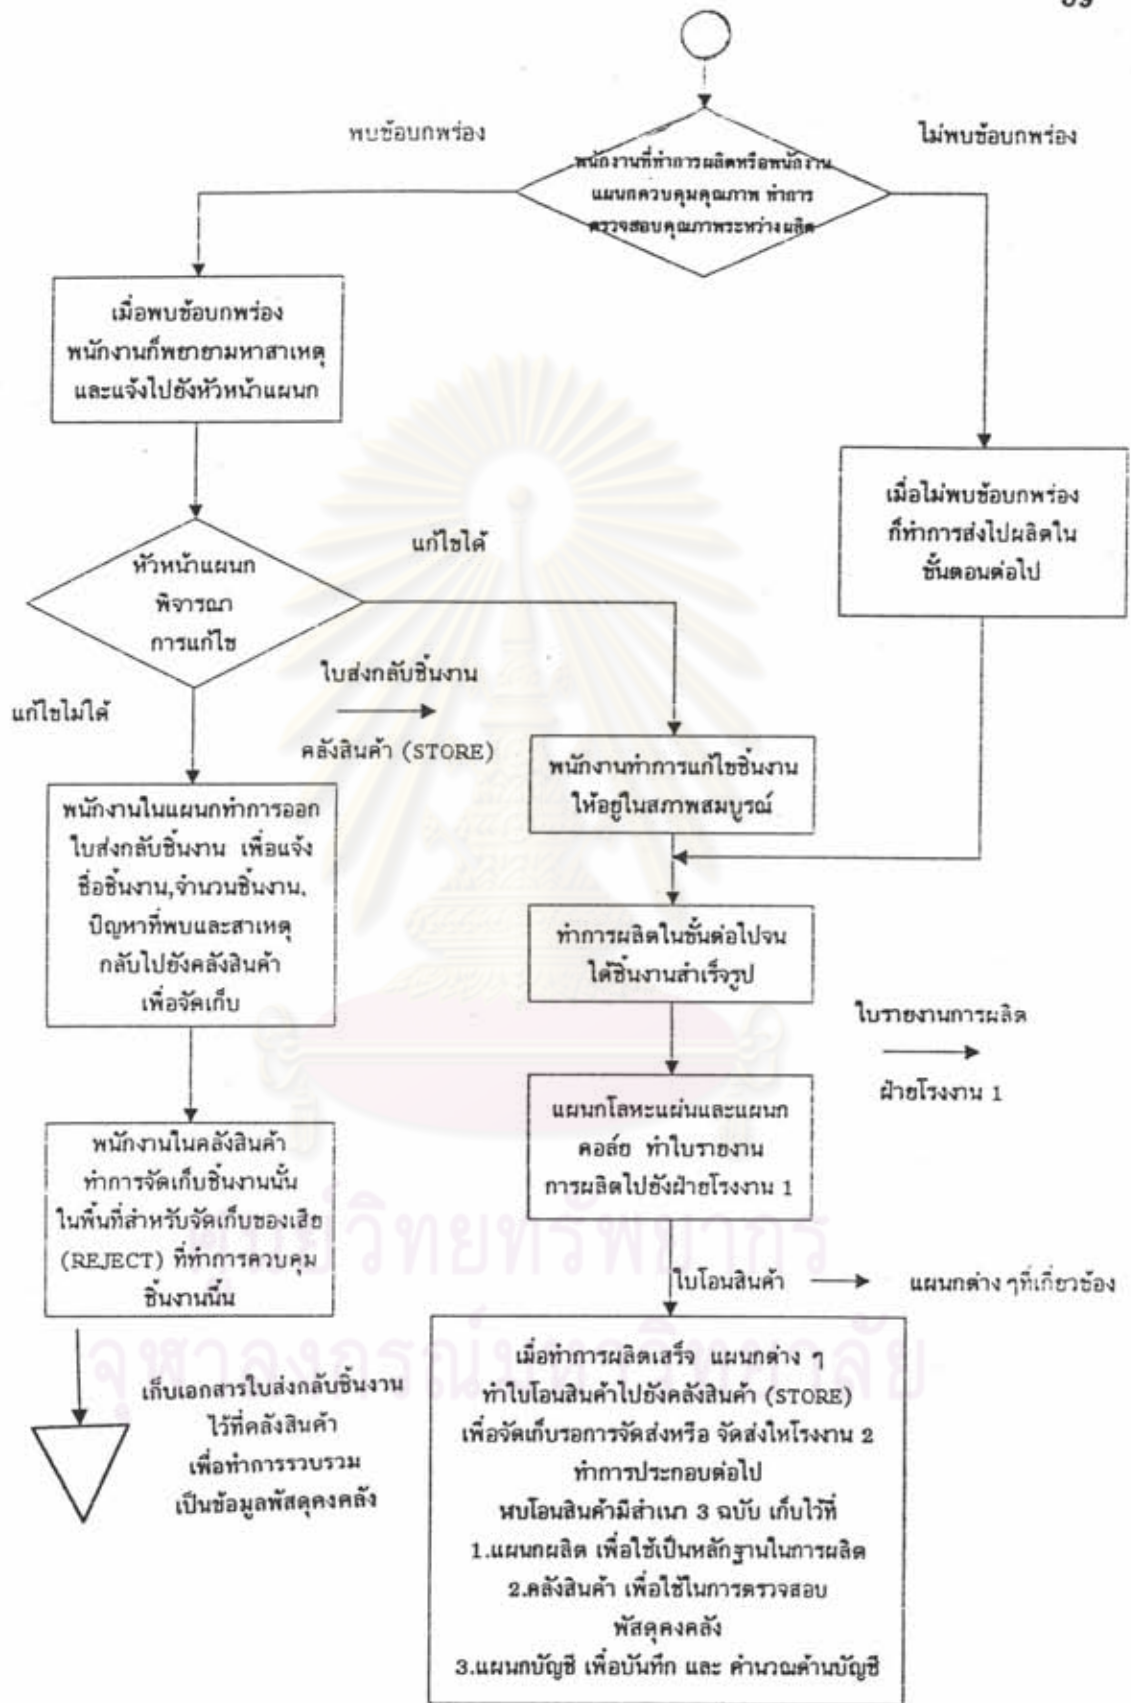 พบข้อบกพร่อง
ไม่พบข้อบกพร่อง
พนักงานที่ทำการผลิตหรือพนักงาน
แผนกควบคุมคุณภาพ ทำการ
ตรวจสอบคุณภาพระหว่างผลิต
เมื่อพบข้อบกพร่อง
พนักงานก็พยายามหาสาเหตุ
และแจ้งไปยังหัวหน้าแผนก
เมื่อไม่พบข้อบกพร่อง
ก็ทำการส่งไปผลิตใน
ขั้นตอนต่อไป
แก้ไขได้
หัวหน้าแผนก
พิจารณา
การแก้ไข
แก้ไขไม่ได้
ใบส่งกลับชิ้นงาน
คลังสินค้า (STORE)
พนักงานทำการแก้ไขชิ้นงาน
ให้อยู่ในสภาพสมบูรณ์
พนักงานในแผนกทำการออก
ใบส่งกลับชิ้นงาน เพื่อแจ้ง
ชื่อชิ้นงาน,จำนวนชิ้นงาน,
ปัญหาที่พบและสาเหตุ
กลับไปยังคลังสินค้า
เพื่อจัดเก็บ
ทำการผลิตในขั้นต่อไปจน
ได้ชิ้นงานสำเร็จรูป
ใบรายงานการผลิต
ฝ่ายโรงงาน 1
แผนกโลหะแผ่นและแผนก
คอล์ย ทำใบรายงาน
การผลิตไปยังฝ่ายโรงงาน 1
พนักงานในคลังสินค้า
ทำการจัดเก็บชิ้นงานนั้น
ในพื้นที่สำหรับจัดเก็บของเสีย
(REJECT) ที่ทำการควบคุม
ชิ้นงานนั้น
ใบโอนสินค้า
แผนกต่าง ๆที่เกี่ยวข้อง
เก็บเอกสารใบส่งกลับชิ้นงาน
ไว้ที่คลังสินค้า
เพื่อทำการรวบรวม
เป็นข้อมูลพัสดุคงคลัง
เมื่อทำการผลิตเสร็จ แผนกต่าง ๆ
ทำใบโอนสินค้าไปยังคลังสินค้า (STORE)
เพื่อจัดเก็บรอการจัดส่งหรือ จัดส่งให้โรงงาน 2
ทำการประกอบต่อไป
หบโอนสินค้ามีสำเนา 3 ฉบับ เก็บไว้ที่
1.แผนกผลิต เพื่อใช้เป็นหลักฐานในการผลิต
2.คลังสินค้า เพื่อใช้ในการตรวจสอบ
พัสดุคงคลัง
3.แผนกบัญชี เพื่อบันทึก และ คำนวณด้านบัญชี
ศูนย์วิทยทรัพยากร
จุฬาลงกรณ์มหาวิทยาลัย